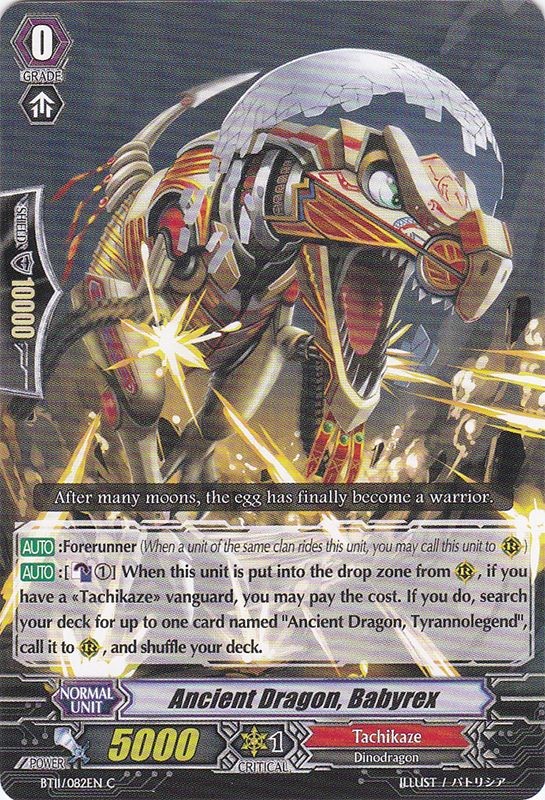 0
GRADE
SHIELD 10000
After many moons, the egg has finally become a warrior.
AUTO :Forerunner (When a unit of the same clan rides this unit, you may call this unit to R)
AUTO :[①] When this unit is put into the drop zone from R, if you
have a «Tachikaze» vanguard, you may pay the cost. If you do, search
your deck for up to one card named "Ancient Dragon, Tyrannolegend",
call it to R, and shuffle your deck.
NORMAL
UNIT
Ancient Dragon, Babyrex
POWER
5000
1
CRITICAL
Tachikaze
Dinodragon
BT11/082EN C
ILLUST / パトリシア